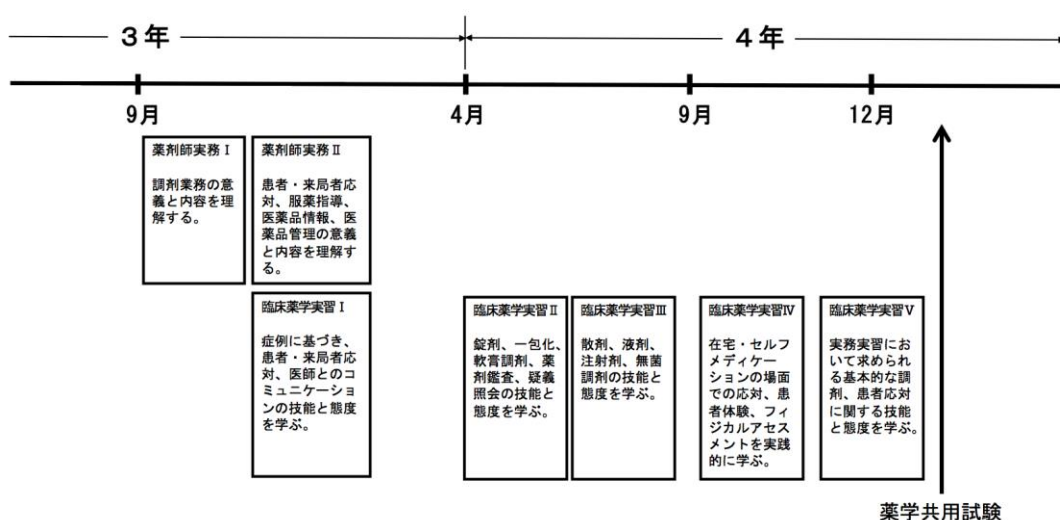 3年
4年
9月
4月
9月
12月
薬剤師実務Ⅰ
調剤業務の意
義と内容を理
解する。
薬剤師実務Ⅱ
患者・来局者応
対、服薬指導、
医薬品情報、医
薬品管理の意義
と内容を理解す
る。
臨床薬学実習Ⅰ
症例に基づき、
患者・来局者応
対、医師とのコ
ミュニケーショ
ンの技能と態度
を学ぶ。
臨床薬学実習Ⅱ
錠剤、一包化、
軟膏調剤、薬
剤鑑査、疑義
照会の技能と
態度を学ぶ。
臨床薬学実習Ⅲ
散剤、液剤、
注射剤、無菌
調剤の技能と
態度を学ぶ。
臨床薬学実習Ⅳ
在宅・セルフ
メディケー
ションの場面
での応対、患
者体験、フィ
ジカルアセス
メントを実践
的に学ぶ。
臨床薬学実習Ⅴ
実務実習にお
いて求められ
る基本的な調
剤、患者応対
に関する技能
と態度を学ぶ。
薬学共用試験